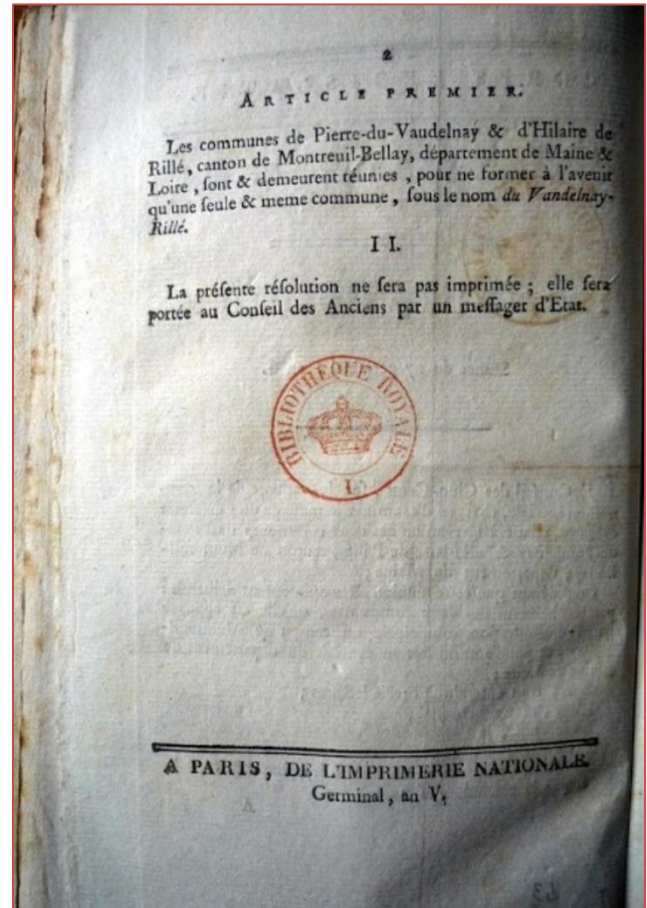 2
ARTICLE PREMIER.
Les communes de Pierre-du-Vaudelnay & d'Hilaire de
Rillé, canton de Montreuil-Bellay, département de Maine &
Loire, ſont & demeurent réunies, pour ne former à l'avenir
qu'une ſeule & meme commune, ſous le nom du Vandelnay-
Rillé.
II.
La préſente réſolution ne ſera pas imprimée; elle ſera
portée au Conſeil des Anciens par un meſſager d'Etat.
BIBLIOTHEQUE ROYALE
I
A PARIS, DE L'IMPRIMERIE NATIONALE.
Germinal, an V.